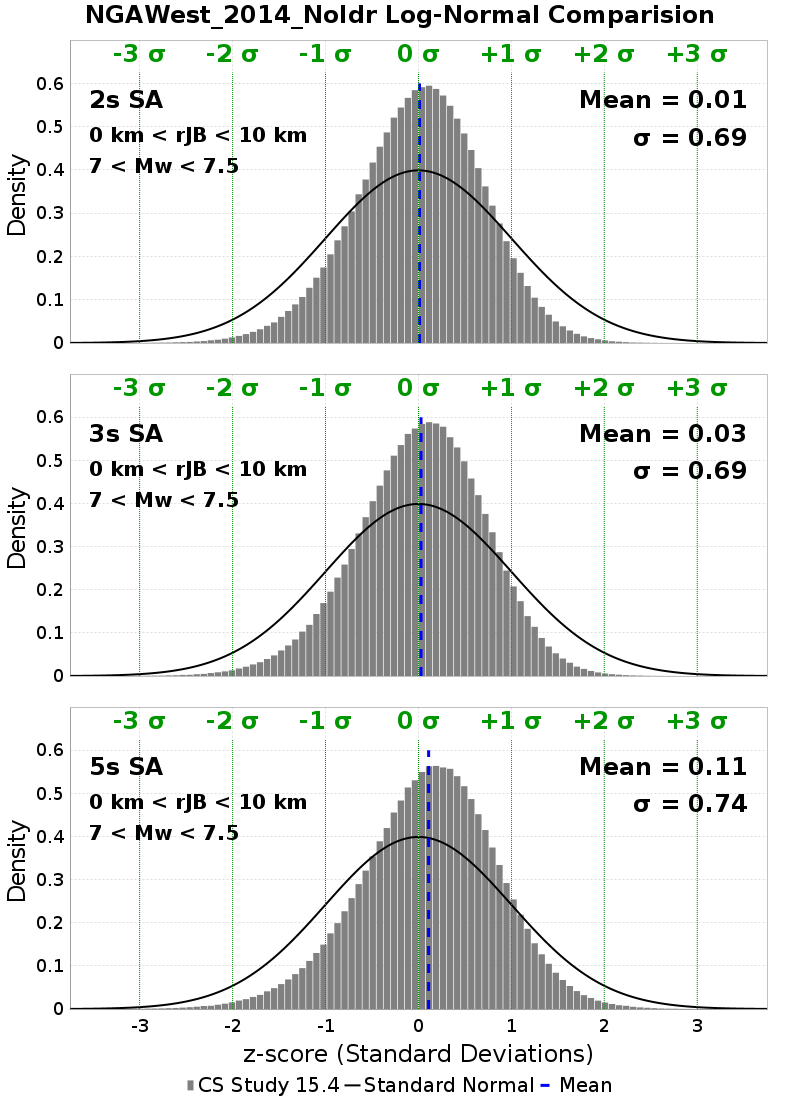 NGAWest_2014_NoIdr Log-Normal Comparision
-3 σ -2 σ -1 σ 0 σ +1 σ +2 σ +3 σ
0.6
2s SA Mean = 0.01
0.5
0 km < rJB < 10 km σ = 0.69
7 < Mw < 7.5
0.4
Density
0.3
0.2
0.1
0
-3 σ -2 σ -1 σ 0 σ +1 σ +2 σ +3 σ
0.6
3s SA Mean = 0.03
0.5
0 km < rJB < 10 km σ = 0.69
7 < Mw < 7.5
0.4
Density
0.3
0.2
0.1
0
-3 σ -2 σ -1 σ 0 σ +1 σ +2 σ +3 σ
0.6
5s SA Mean = 0.11
0.5
0 km < rJB < 10 km σ = 0.74
7 < Mw < 7.5
0.4
Density
0.3
0.2
0.1
0
-3 -2 -1 0 1 2 3
z-score (Standard Deviations)
CS Study 15.4 Standard Normal Mean